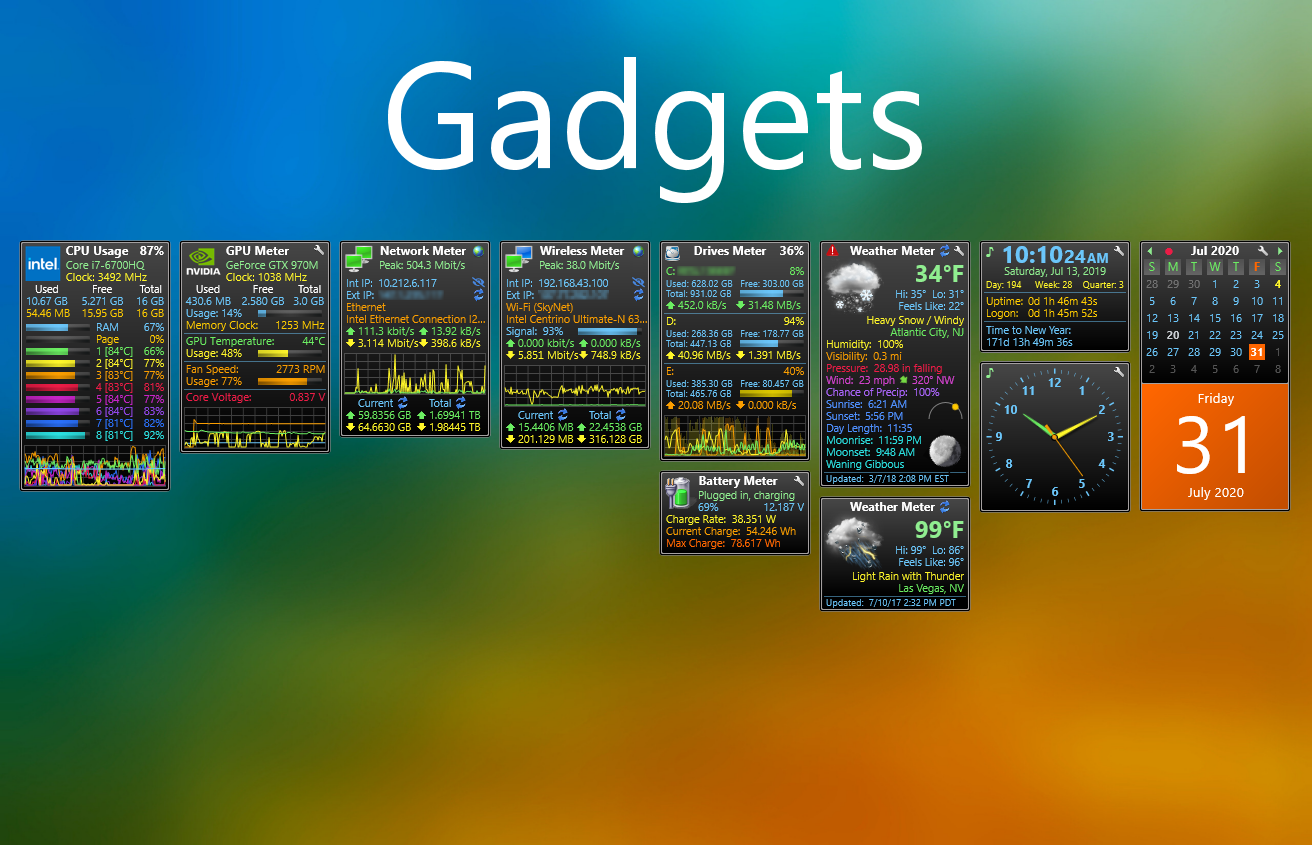 Gadgets
intel
CPU Usage 87%
Core i7-6700HQ
Clock: 3492 MHz
Used Free Total
10.67 GB 5.271 GB 16 GB
54.46 MB 15.95 GB 16 GB
RAM 67%
Page 0%
1 [84°C] 66%
2 [84°C] 77%
3 [83°C] 77%
4 [83°C] 81%
5 [84°C] 77%
6 [84°C] 83%
7 [82°C] 82%
8 [81°C] 92%
NVIDIA
GPU Meter
GeForce GTX 970M
Clock: 1038 MHz
Used Free Total
430.6 MB 2.580 GB 3.0 GB
Usage: 14%
Memory Clock: 1253 MHz
GPU Temperature: 44°C
Usage: 48%
Fan Speed: 2773 RPM
Usage: 77%
Core Voltage: 0.837 V
Network Meter
Peak: 504.3 Mbit/s
Int IP: 10.212.6.117
Ext IP:
Ethernet
Intel Ethernet Connection I2...
111.3 kbit/s 13.92 kB/s
3.114 Mbit/s 398.6 kB/s
Current Total
59.8356 GB 1.69941 TB
64.6630 GB 1.98445 TB
Wireless Meter
Peak: 38.0 Mbit/s
Int IP: 192.168.43.100
Ext IP:
Wi-Fi (SkyNet)
Intel Centrino Ultimate-N 63...
Signal: 93%
0.000 kbit/s 0.000 kB/s
5.851 Mbit/s 748.9 kB/s
Current Total
15.4406 MB 22.4538 GB
201.129 MB 316.128 GB
Drives Meter 36%
C: 8%
Used: 628.02 GB Free: 303.00 GB
Total: 931.02 GB
452.0 kB/s 31.48 MB/s
D: 94%
Used: 268.36 GB Free: 178.77 GB
Total: 447.13 GB
40.96 MB/s 1.391 MB/s
E: 40%
Used: 385.30 GB Free: 80.457 GB
Total: 465.76 GB
20.08 MB/s 0.000 kB/s
Battery Meter
Plugged in, charging
69% 12.187 V
Charge Rate: 38.351 W
Current Charge: 54.246 Wh
Max Charge: 78.617 Wh
Weather Meter
34°F
Hi: 35° Lo: 31°
Feels Like: 22°
Heavy Snow / Windy
Atlantic City, NJ
Humidity: 100%
Visibility: 0.3 mi
Pressure: 28.98 in falling
Wind: 23 mph 320° NW
Chance of Precip: 100%
Sunrise: 6:21 AM
Sunset: 5:56 PM
Day Length: 11:35
Moonrise: 11:59 PM
Moonset: 9:48 AM
Waning Gibbous
Updated: 3/7/18 2:08 PM EST
Weather Meter
99°F
Hi: 99° Lo: 86°
Feels Like: 96°
Light Rain with Thunder
Las Vegas, NV
Updated: 7/10/17 2:32 PM PDT
10:10 24 AM
Saturday, Jul 13, 2019
Day: 194 Week: 28 Quarter: 3
Uptime: 0d 1h 46m 43s
Logon: 0d 1h 45m 52s
Time to New Year:
171d 13h 49m 36s
12
11 1
10 2
9 3
8 4
7 5
6
Jul 2020
S M T W T F S
28 29 30 1 2 3 4
5 6 7 8 9 10 11
12 13 14 15 16 17 18
19 20 21 22 23 24 25
26 27 28 29 30 31 1
2 3 4 5 6 7 8
Friday
31
July 2020